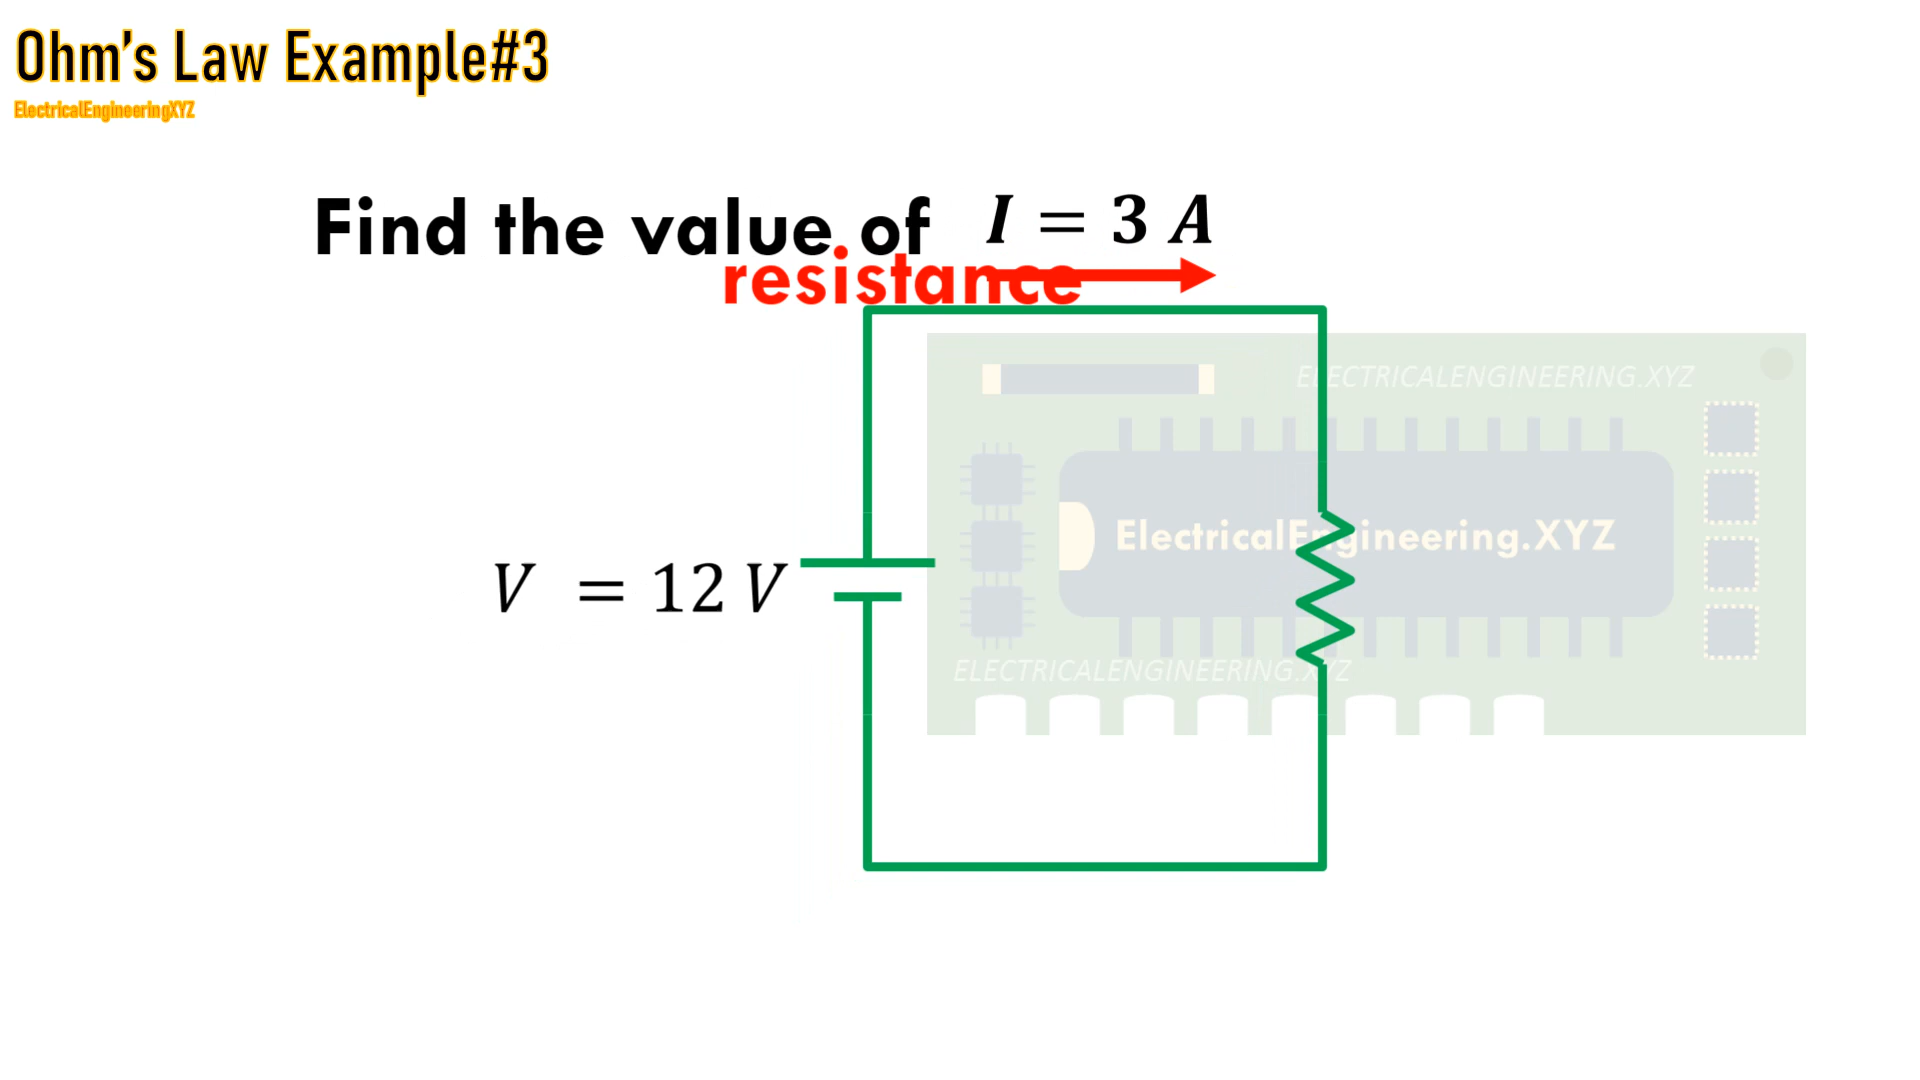 Ohm's Law Example#3
ElectricalEngineeringXYZ
Find the value of
I = 3 A
resistance
ELECTRICALENGINEERING.XYZ
ElectricalEngineering.XYZ
V = 12 V
ELECTRICALENGINEERING.XYZ